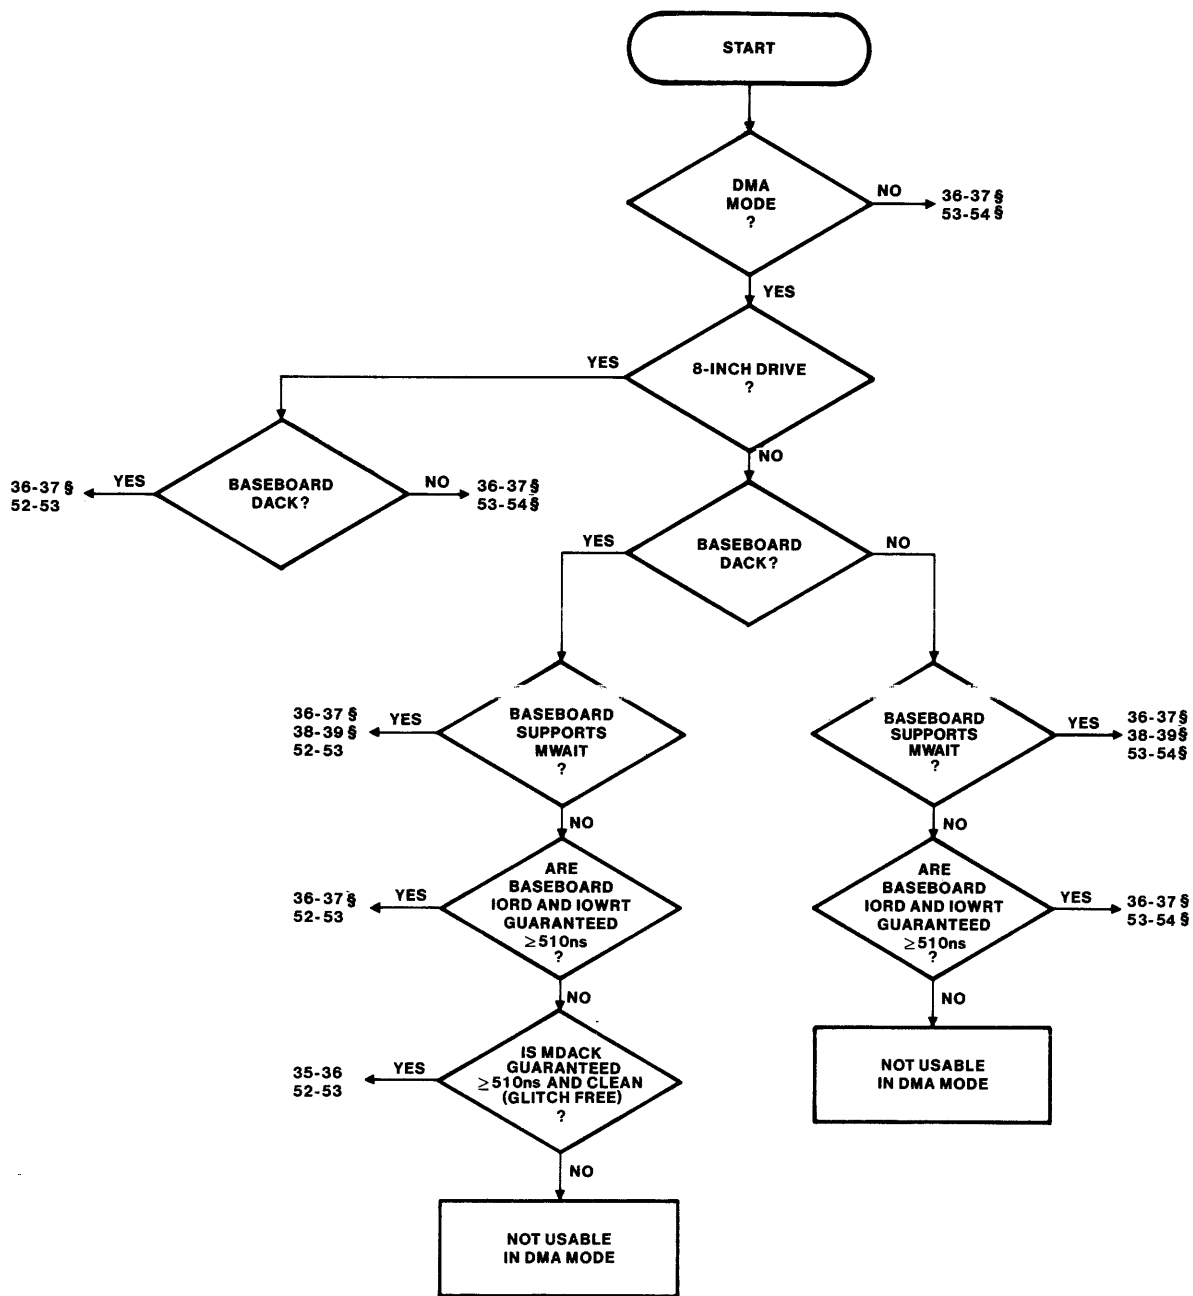 START
DMA
MODE
?
NO
36-37 §
53-54 §
YES
8-INCH DRIVE
?
YES
NO
BASEBOARD
DACK?
YES
36-37 §
52-53
NO
36-37 §
53-54 §
BASEBOARD
DACK?
YES
NO
BASEBOARD
SUPPORTS
MWAIT
?
YES
36-37 §
38-39 §
52-53
NO
BASEBOARD
SUPPORTS
MWAIT
?
YES
36-37 §
38-39 §
53-54 §
NO
ARE
BASEBOARD
IORD AND IOWRT
GUARANTEED
≥510ns
?
YES
36-37 §
52-53
NO
ARE
BASEBOARD
IORD AND IOWRT
GUARANTEED
≥510ns
?
YES
36-37 §
53-54 §
NO
IS MDACK
GUARANTEED
≥510ns AND CLEAN
(GLITCH FREE)
?
YES
35-36
52-53
NO
NOT USABLE
IN DMA MODE
NOT USABLE
IN DMA MODE